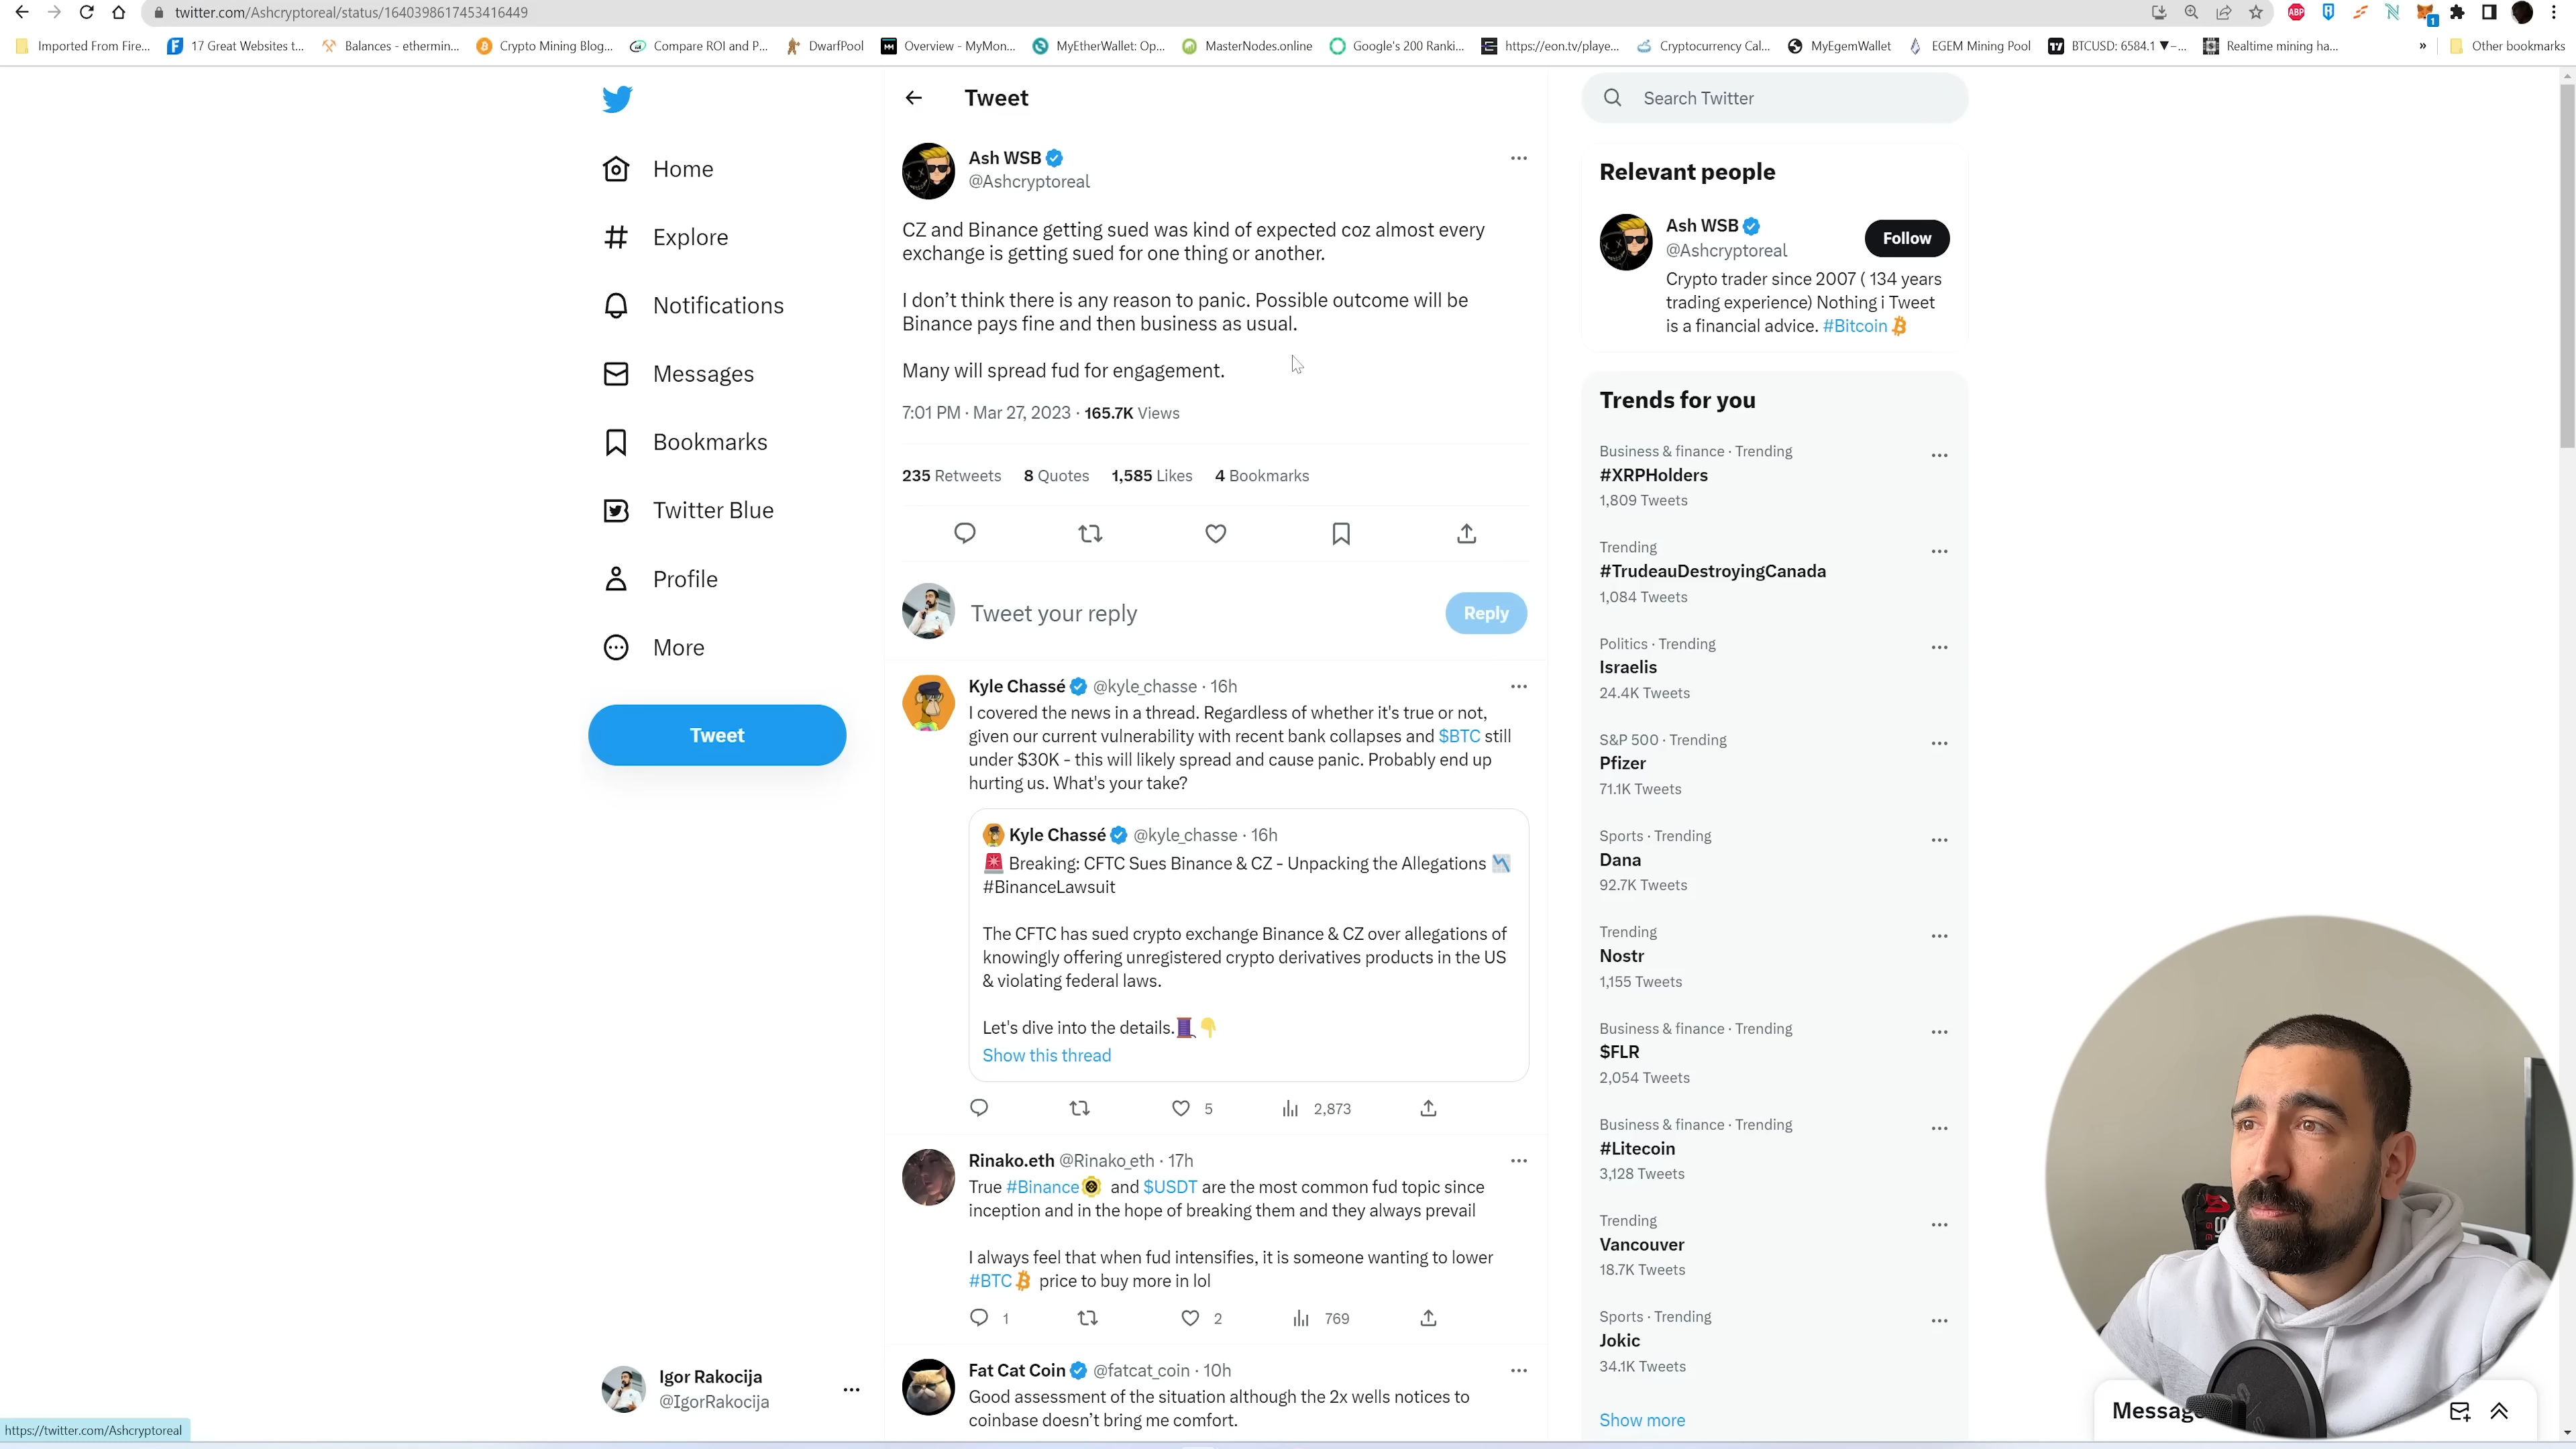 twitter.com/Ashcryptoreal/status/1640398617453416449
ABP
1
Imported From Fire...
17 Great Websites t...
Balances - ethermin...
Crypto Mining Blog...
Compare ROI and P...
DwarfPool
Overview - MyMon...
MyEtherWallet: Op...
MasterNodes.online
Google's 200 Ranki...
https://eon.tv/playe...
Cryptocurrency Cal...
MyEgemWallet
EGEM Mining Pool
BTCUSD: 6584.1 ▼−...
Realtime mining ha...
»
Other bookmarks
Home
Explore
Notifications
Messages
Bookmarks
Twitter Blue
Profile
More
Tweet
Igor Rakocija
@IgorRakocija
https://twitter.com/Ashcryptoreal
Tweet
Ash WSB
@Ashcryptoreal
CZ and Binance getting sued was kind of expected coz almost every
exchange is getting sued for one thing or another.
I don’t think there is any reason to panic. Possible outcome will be
Binance pays fine and then business as usual.
Many will spread fud for engagement.
7:01 PM · Mar 27, 2023 · 165.7K Views
235 Retweets 8 Quotes 1,585 Likes 4 Bookmarks
Tweet your reply
Reply
Kyle Chassé @kyle_chasse · 16h
I covered the news in a thread. Regardless of whether it's true or not,
given our current vulnerability with recent bank collapses and $BTC still
under $30K - this will likely spread and cause panic. Probably end up
hurting us. What's your take?
Kyle Chassé @kyle_chasse · 16h
🚨 Breaking: CFTC Sues Binance & CZ - Unpacking the Allegations 📉
#BinanceLawsuit
The CFTC has sued crypto exchange Binance & CZ over allegations of
knowingly offering unregistered crypto derivatives products in the US
& violating federal laws.
Let's dive into the details.🧵👇
Show this thread
5 2,873
Rinako.eth @Rinako_eth · 17h
True #Binance and $USDT are the most common fud topic since
inception and in the hope of breaking them and they always prevail
I always feel that when fud intensifies, it is someone wanting to lower
#BTC price to buy more in lol
1 2 769
Fat Cat Coin @fatcat_coin · 10h
Good assessment of the situation although the 2x wells notices to
coinbase doesn’t bring me comfort.
Search Twitter
Relevant people
Ash WSB
@Ashcryptoreal
Follow
Crypto trader since 2007 ( 134 years
trading experience) Nothing i Tweet
is a financial advice. #Bitcoin
Trends for you
Business & finance · Trending
#XRPHolders
1,809 Tweets
Trending
#TrudeauDestroyingCanada
1,084 Tweets
Politics · Trending
Israelis
24.4K Tweets
S&P 500 · Trending
Pfizer
71.1K Tweets
Sports · Trending
Dana
92.7K Tweets
Trending
Nostr
1,155 Tweets
Business & finance · Trending
$FLR
2,054 Tweets
Business & finance · Trending
#Litecoin
3,128 Tweets
Trending
Vancouver
18.7K Tweets
Sports · Trending
Jokic
34.1K Tweets
Show more